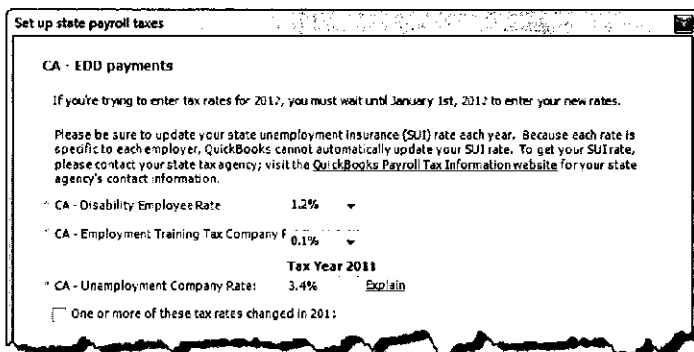 Set up state payroll taxes
CA - EDD payments
If you're trying to enter tax rates for 2012, you must wait until January 1st, 2012 to enter your new rates.
Please be sure to update your state unemployment insurance (SUI) rate each year. Because each rate is
specific to each employer, QuickBooks cannot automatically update your SUI rate. To get your SUI rate,
please contact your state tax agency; visit the QuickBooks Payroll Tax Information website for your state
agency's contact information.
* CA - Disability Employee Rate 1.2%
* CA - Employment Training Tax Company 0.1%
Tax Year 2011
* CA - Unemployment Company Rate: 3.4% Explain
One or more of these tax rates changed in 2011